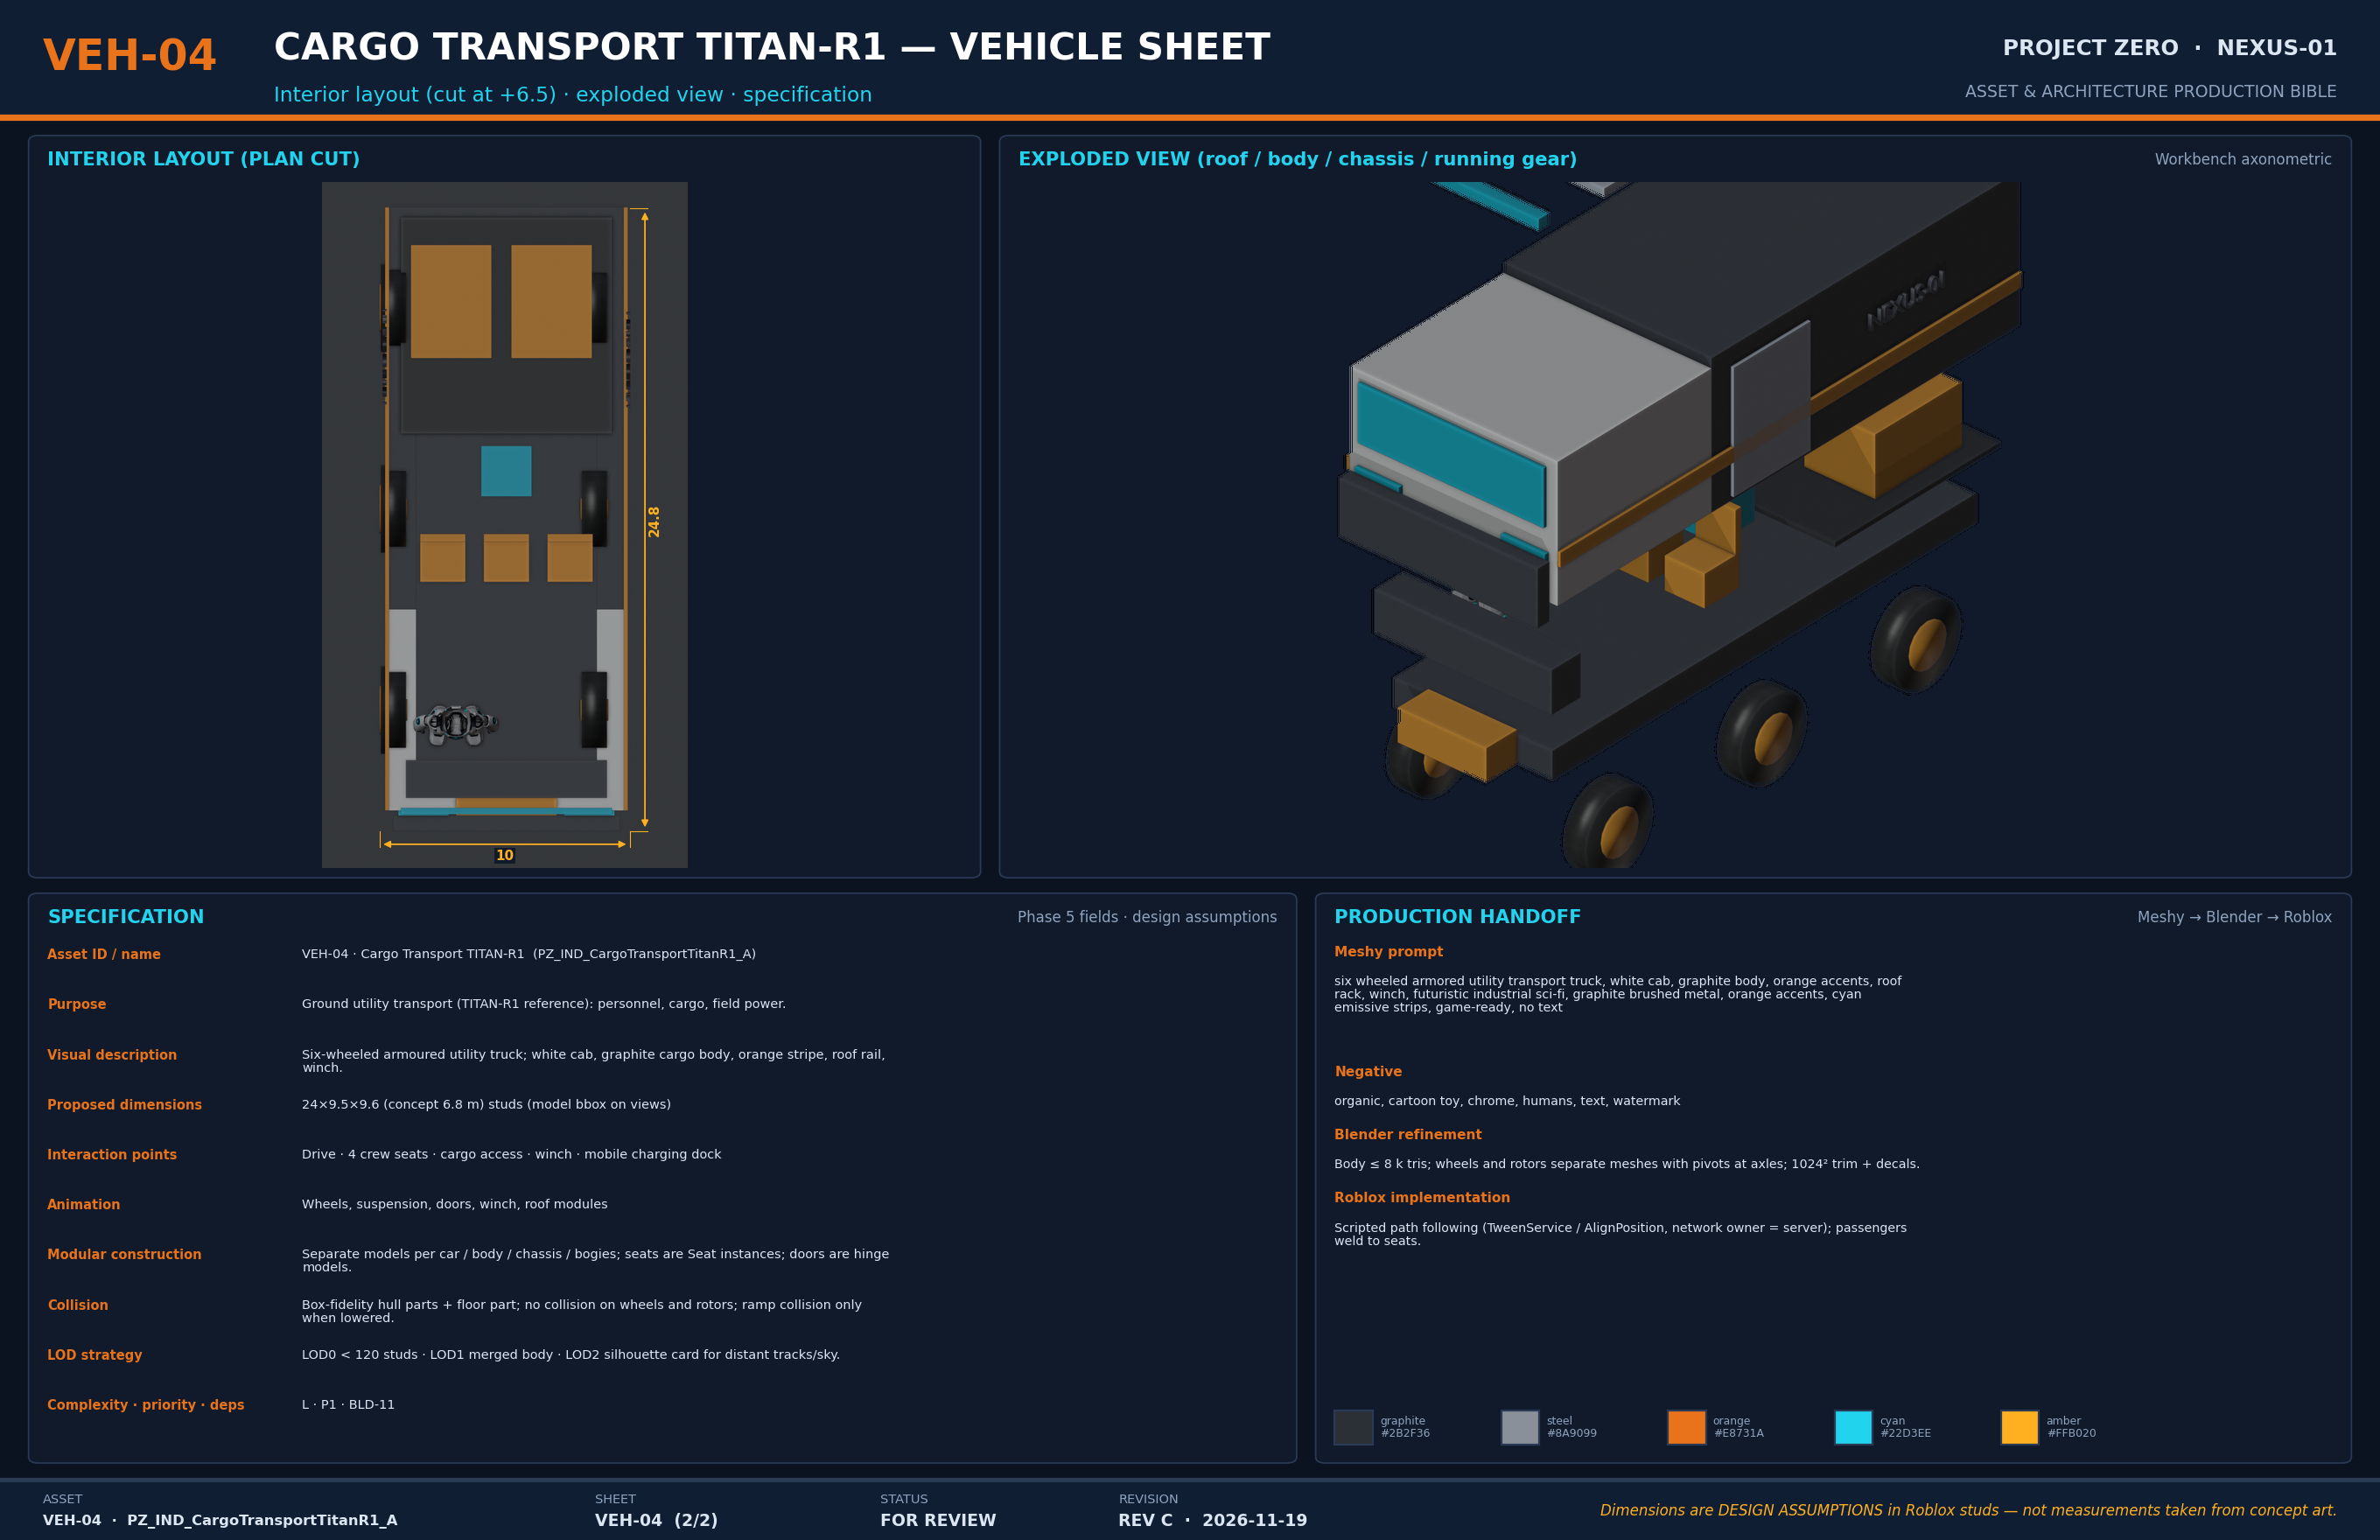 VEH-04
CARGO TRANSPORT TITAN-R1 — VEHICLE SHEET
Interior layout (cut at +6.5) · exploded view · specification
PROJECT ZERO · NEXUS-01
ASSET & ARCHITECTURE PRODUCTION BIBLE
INTERIOR LAYOUT (PLAN CUT)
24.8
10
EXPLODED VIEW (roof / body / chassis / running gear)
Workbench axonometric
NEXUS-01
SPECIFICATION
Phase 5 fields · design assumptions
Asset ID / name
VEH-04 · Cargo Transport TITAN-R1 (PZ_IND_CargoTransportTitanR1_A)
Purpose
Ground utility transport (TITAN-R1 reference): personnel, cargo, field power.
Visual description
Six-wheeled armoured utility truck; white cab, graphite cargo body, orange stripe, roof rail,
winch.
Proposed dimensions
24×9.5×9.6 (concept 6.8 m) studs (model bbox on views)
Interaction points
Drive · 4 crew seats · cargo access · winch · mobile charging dock
Animation
Wheels, suspension, doors, winch, roof modules
Modular construction
Separate models per car / body / chassis / bogies; seats are Seat instances; doors are hinge
models.
Collision
Box-fidelity hull parts + floor part; no collision on wheels and rotors; ramp collision only
when lowered.
LOD strategy
LOD0 < 120 studs · LOD1 merged body · LOD2 silhouette card for distant tracks/sky.
Complexity · priority · deps
L · P1 · BLD-11
PRODUCTION HANDOFF
Meshy → Blender → Roblox
Meshy prompt
six wheeled armored utility transport truck, white cab, graphite body, orange accents, roof
rack, winch, futuristic industrial sci-fi, graphite brushed metal, orange accents, cyan
emissive strips, game-ready, no text
Negative
organic, cartoon toy, chrome, humans, text, watermark
Blender refinement
Body ≤ 8 k tris; wheels and rotors separate meshes with pivots at axles; 1024² trim + decals.
Roblox implementation
Scripted path following (TweenService / AlignPosition, network owner = server); passengers
weld to seats.
graphite
#2B2F36
steel
#8A9099
orange
#E8731A
cyan
#22D3EE
amber
#FFB020
ASSET
VEH-04 · PZ_IND_CargoTransportTitanR1_A
SHEET
VEH-04 (2/2)
STATUS
FOR REVIEW
REVISION
REV C · 2026-11-19
Dimensions are DESIGN ASSUMPTIONS in Roblox studs — not measurements taken from concept art.